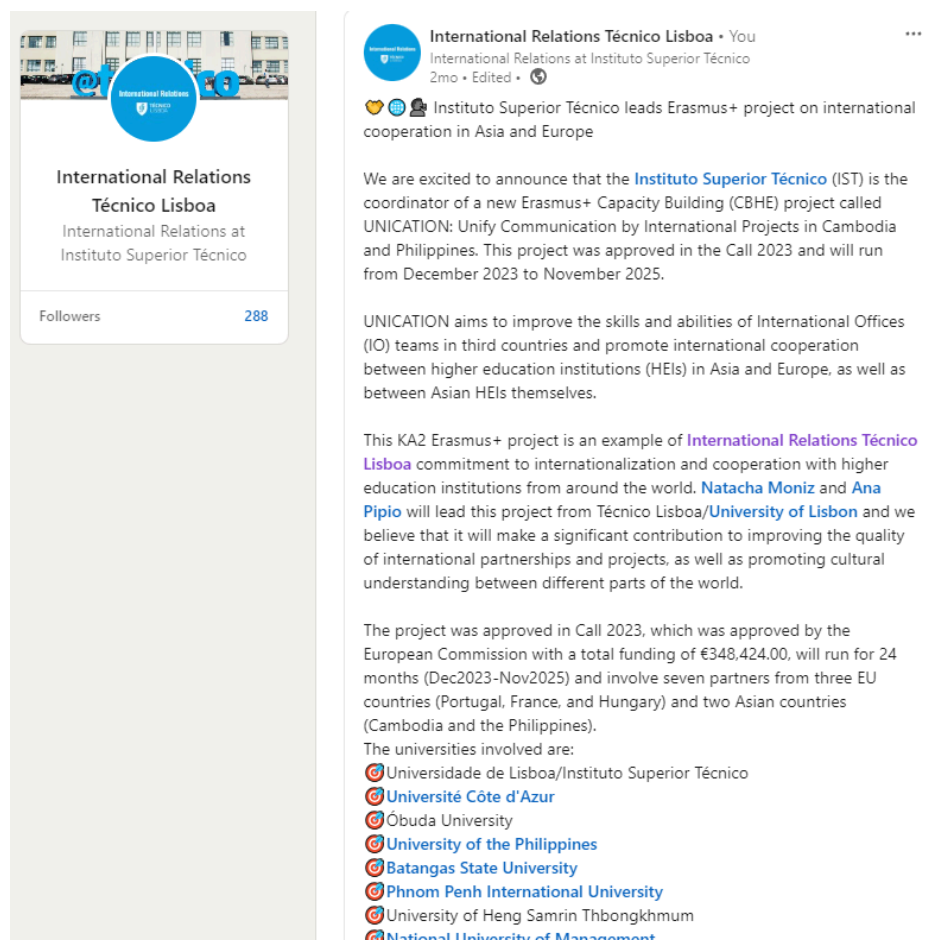 International Relations
TÉCNICO
LISBOA
International Relations
Técnico Lisboa
International Relations at
Instituto Superior Técnico
Followers 288
International Relations
International Relations Técnico Lisboa • You
International Relations at Instituto Superior Técnico
2mo • Edited •
Instituto Superior Técnico leads Erasmus+ project on international
cooperation in Asia and Europe
We are excited to announce that the Instituto Superior Técnico (IST) is the
coordinator of a new Erasmus+ Capacity Building (CBHE) project called
UNICATION: Unify Communication by International Projects in Cambodia
and Philippines. This project was approved in the Call 2023 and will run
from December 2023 to November 2025.
UNICATION aims to improve the skills and abilities of International Offices
(IO) teams in third countries and promote international cooperation
between higher education institutions (HEIs) in Asia and Europe, as well as
between Asian HEIs themselves.
This KA2 Erasmus+ project is an example of International Relations Técnico
Lisboa commitment to internationalization and cooperation with higher
education institutions from around the world. Natacha Moniz and Ana
Pipio will lead this project from Técnico Lisboa/University of Lisbon and we
believe that it will make a significant contribution to improving the quality
of international partnerships and projects, as well as promoting cultural
understanding between different parts of the world.
The project was approved in Call 2023, which was approved by the
European Commission with a total funding of €348,424.00, will run for 24
months (Dec2023-Nov2025) and involve seven partners from three EU
countries (Portugal, France, and Hungary) and two Asian countries
(Cambodia and the Philippines).
The universities involved are:
Universidade de Lisboa/Instituto Superior Técnico
Université Côte d'Azur
Óbuda University
University of the Philippines
Batangas State University
Phnom Penh International University
University of Heng Samrin Thbongkhmum
National University of Management